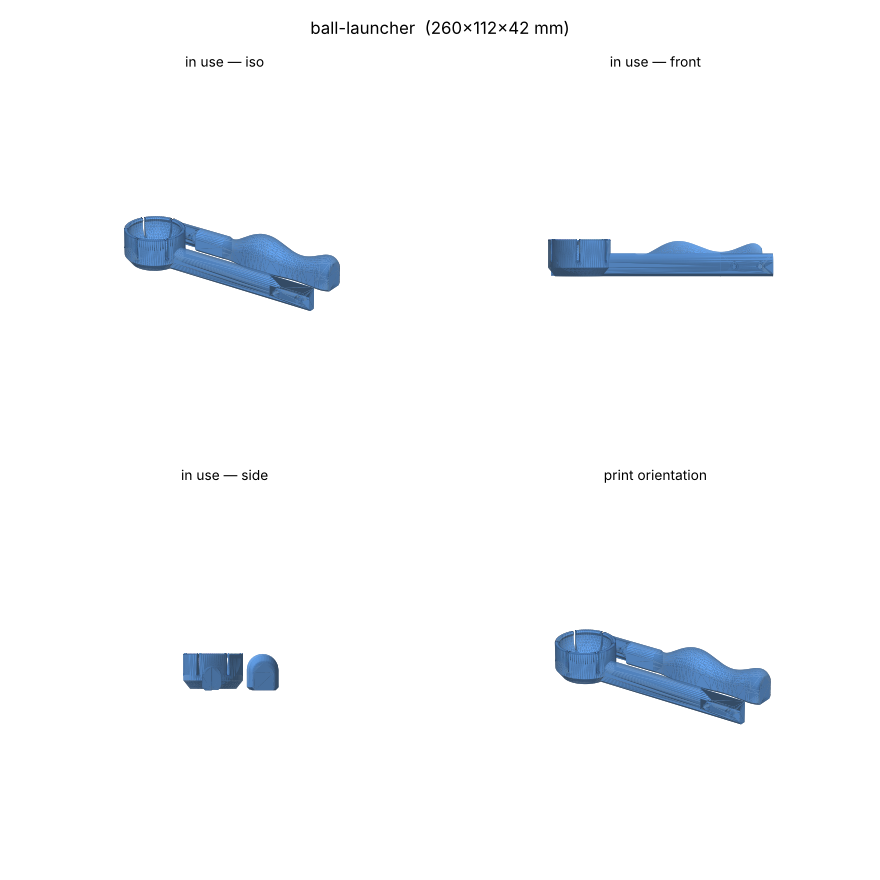 ball-launcher  (260×112×42 mm)
in use — iso
in use — front
in use — side
print orientation